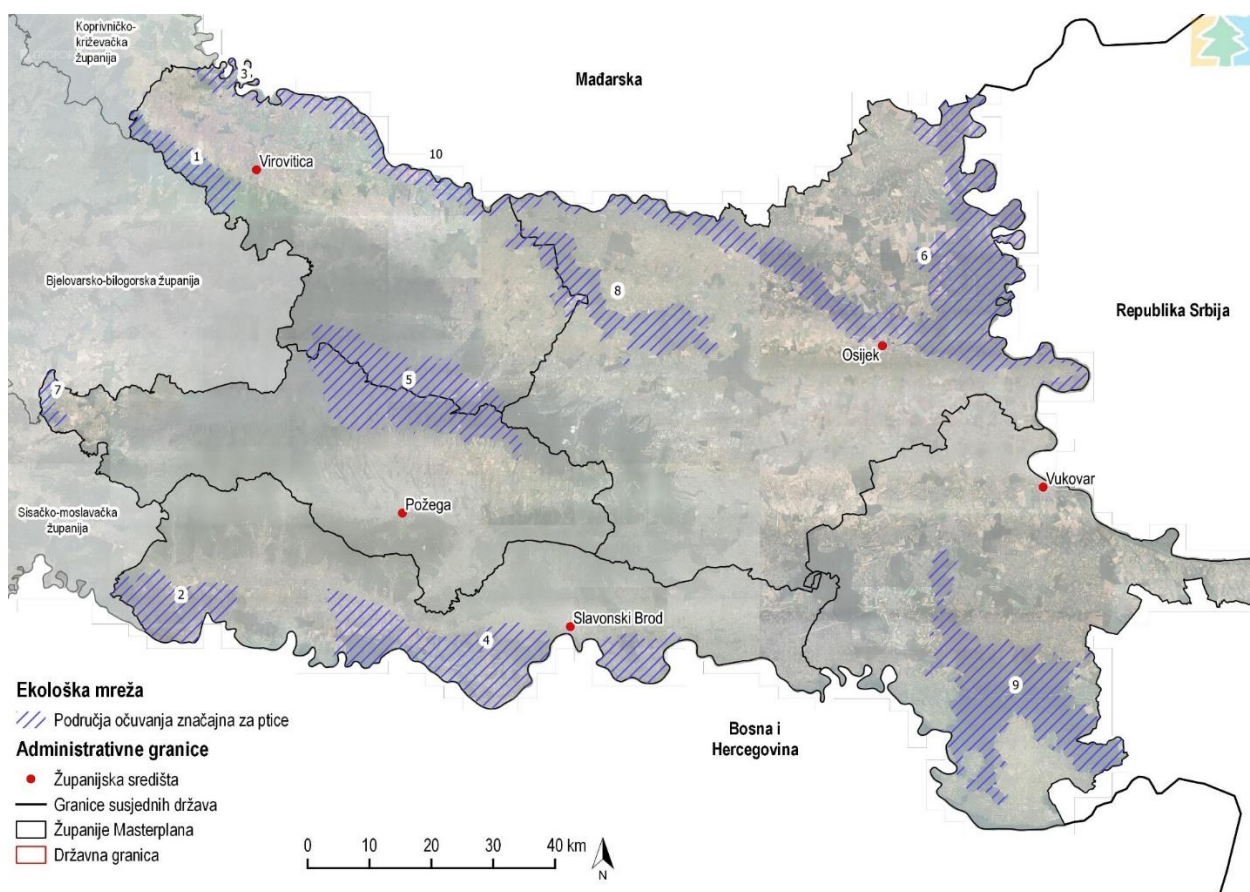 Koprivničko-
križevačka
županija
Mađarska
3
1
Virovitica
10
6
Bjelovarsko-bilogorska županija
8
Republika Srbija
Osijek
5
7
Vukovar
Požega
Sisačko-moslavačka
županija
2
Slavonski Brod
4
9
Bosna i
Hercegovina
Ekološka mreža
Područja očuvanja značajna za ptice
Administrativne granice
Županijska središta
Granice susjednih država
Županije Masterplana
Državna granica
0 10 20 30 40 km
N